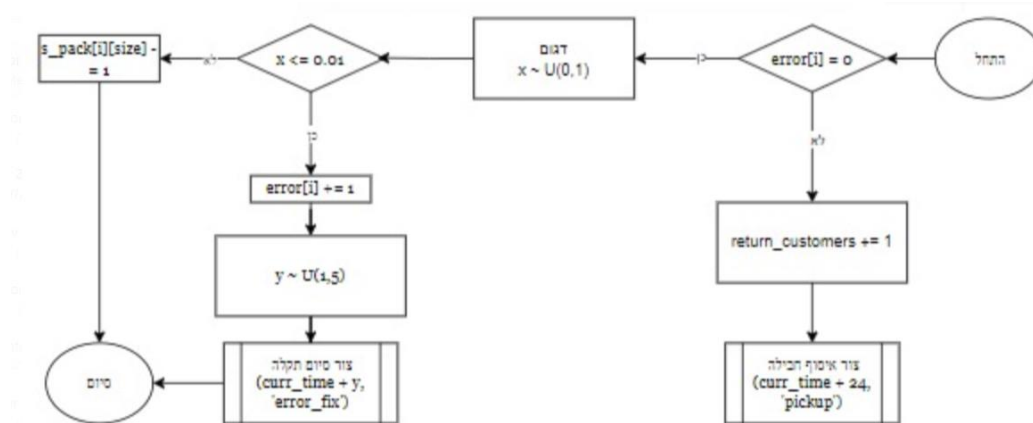 התחל
error[i] = 0
כן
לא
דגום
x ~ U(0,1)
x <= 0.01
לא
כן
s_pack[i][size] -
= 1
error[i] += 1
y ~ U(1,5)
צור סיום תקלה
(curr_time + y,
'error_fix')
סיום
return_customers += 1
צור איסוף חבילה
(curr_time + 24,
'pickup')